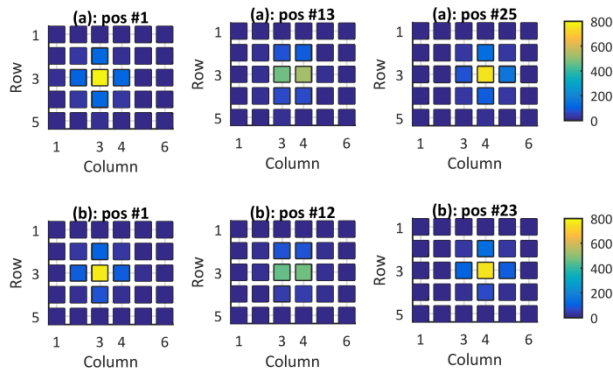 (a): pos #1 (a): pos #13 (a): pos #25
1 1 1 800
Row 3 Row 3 Row 3 600
400
200
5 5 5 0
1 3 4 6 1 3 4 6 1 3 4 6
Column Column Column
(b): pos #1 (b): pos #12 (b): pos #23
1 1 1 800
Row 3 Row 3 Row 3 600
400
200
5 5 5 0
1 3 4 6 1 3 4 6 1 3 4 6
Column Column Column